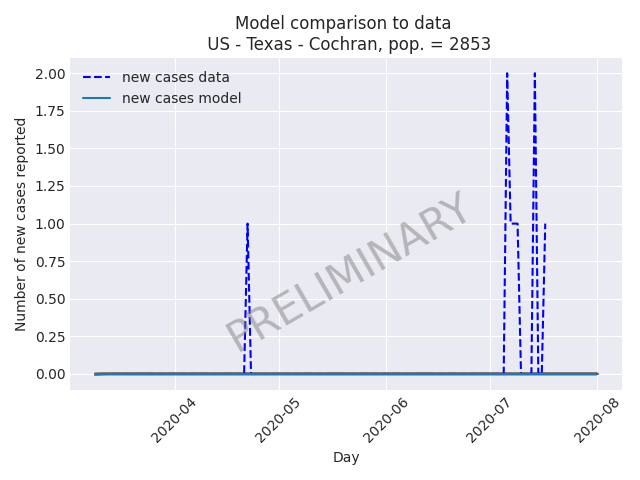 Model comparison to data
US - Texas - Cochran, pop. = 2853
new cases data
new cases model
2.00
1.75
1.50
1.25
1.00
0.75
0.50
0.25
0.00
Number of new cases reported
PRELIMINARY
2020-04
2020-05
2020-06
2020-07
2020-08
Day